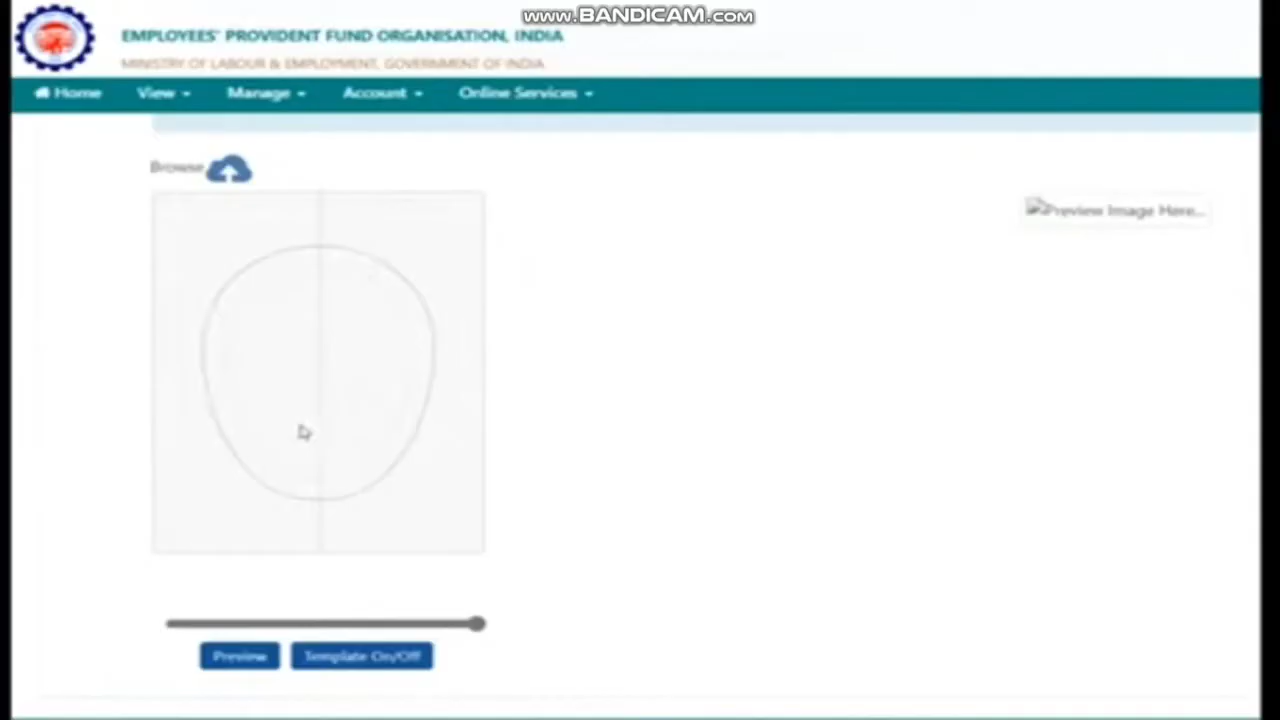 www.BANDICAM.com
EMPLOYEES' PROVIDENT FUND ORGANISATION, INDIA
MINISTRY OF LABOUR & EMPLOYMENT, GOVERNMENT OF INDIA
Home View Manage Account Online Services
Browse
Preview Image Here...
Preview Template On/Off